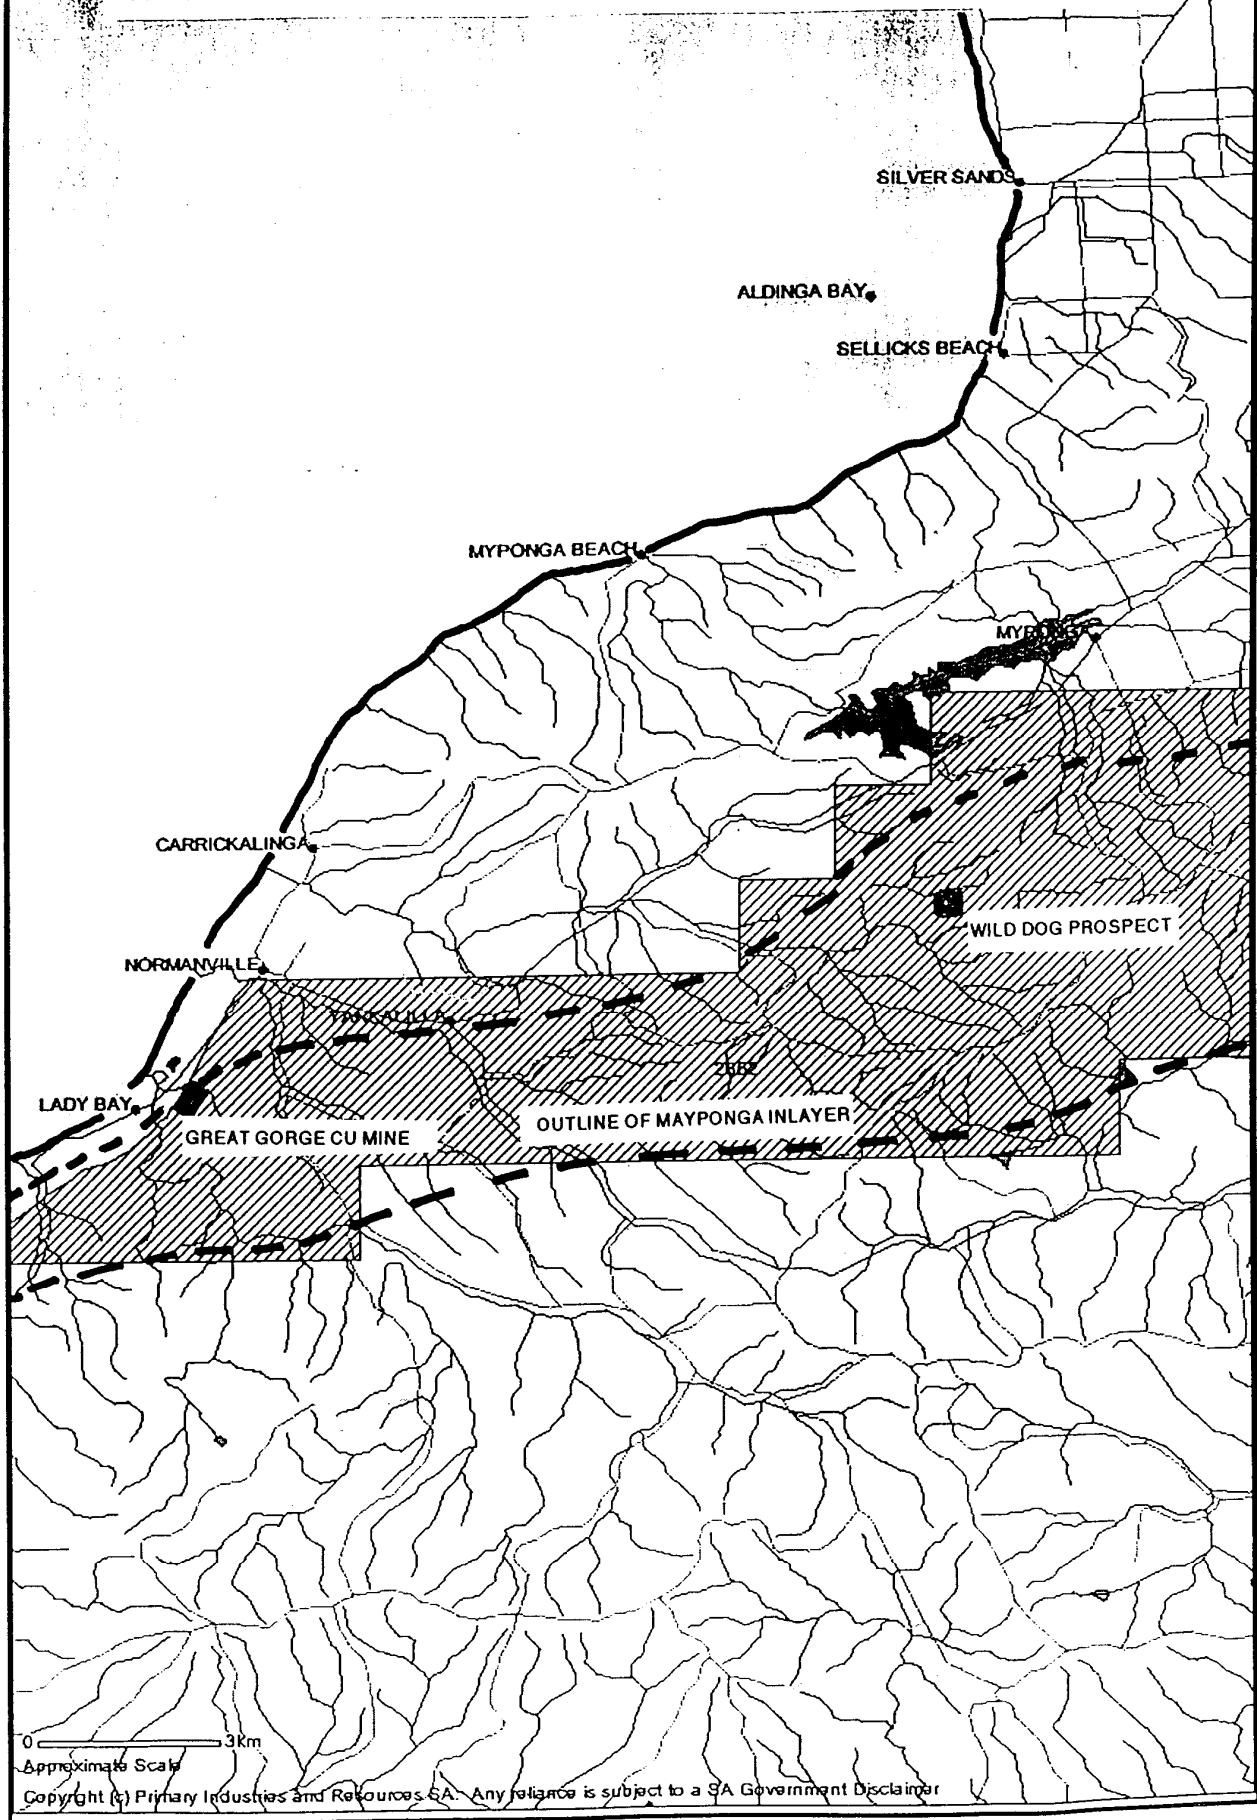 SILVER SANDS
ALDINGA BAY
SELLICKS BEACH
MYPONGA BEACH
MYPONGA
CARRICKALINGA
WILD DOG PROSPECT
NORMANVILLE
YANKALILLA
LADY BAY
OUTLINE OF MAYPONGA INLAYER
GREAT GORGE CU MINE
0 3Km
Approximate Scale
Copyright (c) Primary Industries and Resources SA. Any reliance is subject to a SA Government Disclaimer